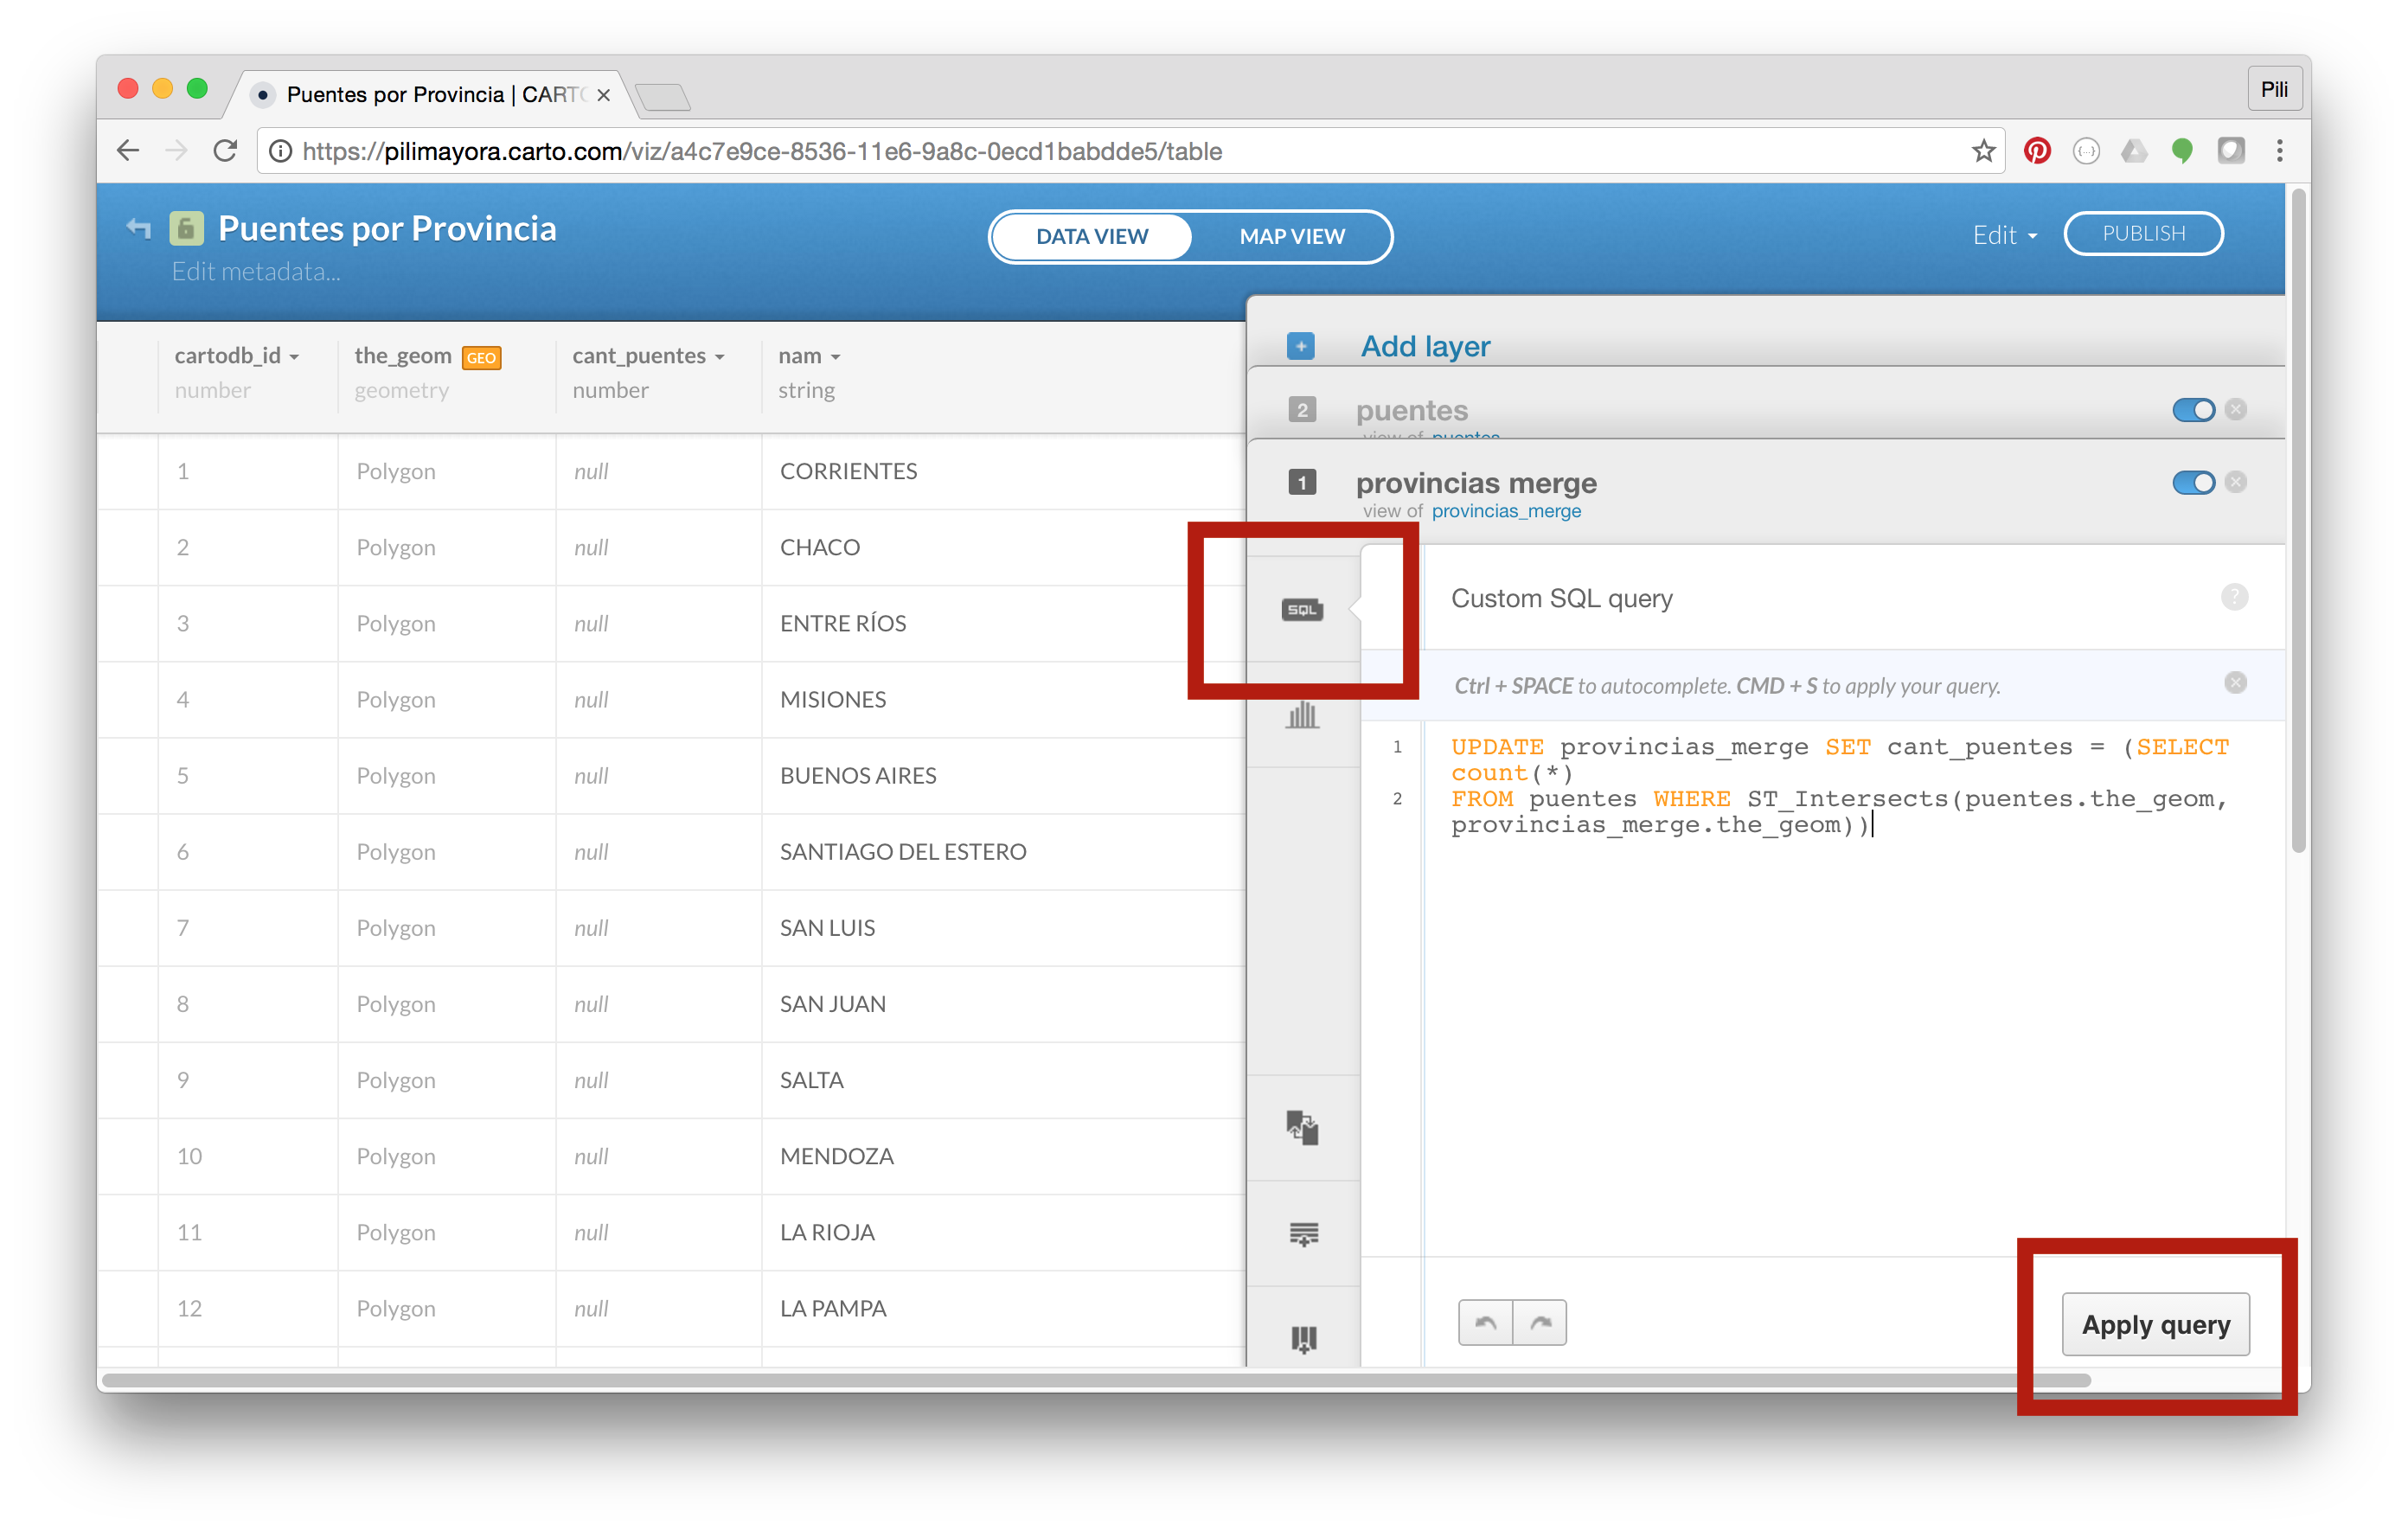 Puentes por Provincia | CARTO
Pili
https://pilimayora.carto.com/viz/a4c7e9ce-8536-11e6-9a8c-0ecd1babdde5/table
Puentes por Provincia
Edit metadata...
DATA VIEW
MAP VIEW
Edit
PUBLISH
cartodb_id
number
the_geom GEO
geometry
cant_puentes
number
nam
string
1 Polygon null CORRIENTES
2 Polygon null CHACO
3 Polygon null ENTRE RÍOS
4 Polygon null MISIONES
5 Polygon null BUENOS AIRES
6 Polygon null SANTIAGO DEL ESTERO
7 Polygon null SAN LUIS
8 Polygon null SAN JUAN
9 Polygon null SALTA
10 Polygon null MENDOZA
11 Polygon null LA RIOJA
12 Polygon null LA PAMPA
Add layer
2 puentes
view of puentes
1 provincias merge
view of provincias_merge
SQL
Custom SQL query
?
Ctrl + SPACE to autocomplete. CMD + S to apply your query.
1 UPDATE provincias_merge SET cant_puentes = (SELECT
count(*)
2 FROM puentes WHERE ST_Intersects(puentes.the_geom,
provincias_merge.the_geom))
Apply query